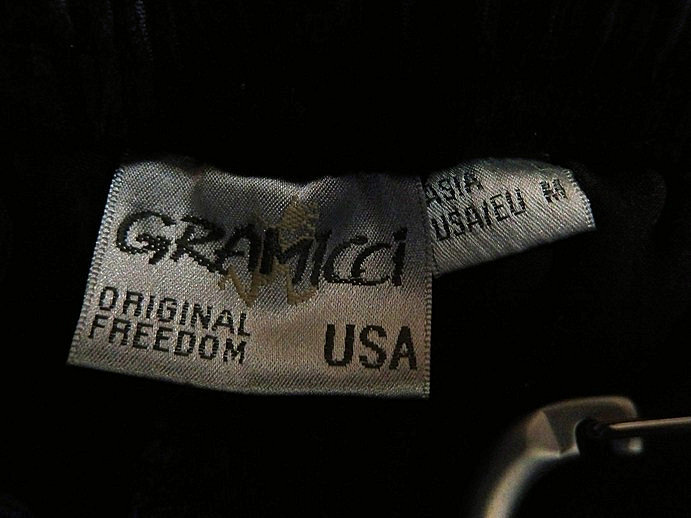 GRAMICCI
ORIGINAL
FREEDOM
USA
ASIA
USA/EU M